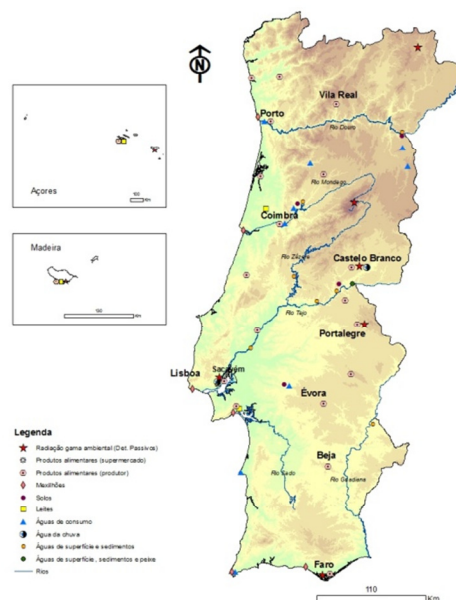 N
Vila Real
Porto
Rio Douro
Açores
100 Km
Rio Mondego
Coimbra
Madeira
Rio Zêzere
Castelo Branco
Rio Tejo
Portalegre
Lisboa
Sacavém
Évora
Legenda
Radiação gama ambiental (Det. Passivos)
Produtos alimentares (supermercado)
Produtos alimentares (produtor)
Mexilhões
Solos
Leites
Águas de consumo
Água da chuva
Águas de superfície e sedimentos
Águas de superfície, sedimentos e peixe
Rios
Beja
Rio Sado
Rio Guadiana
Faro
110
Km